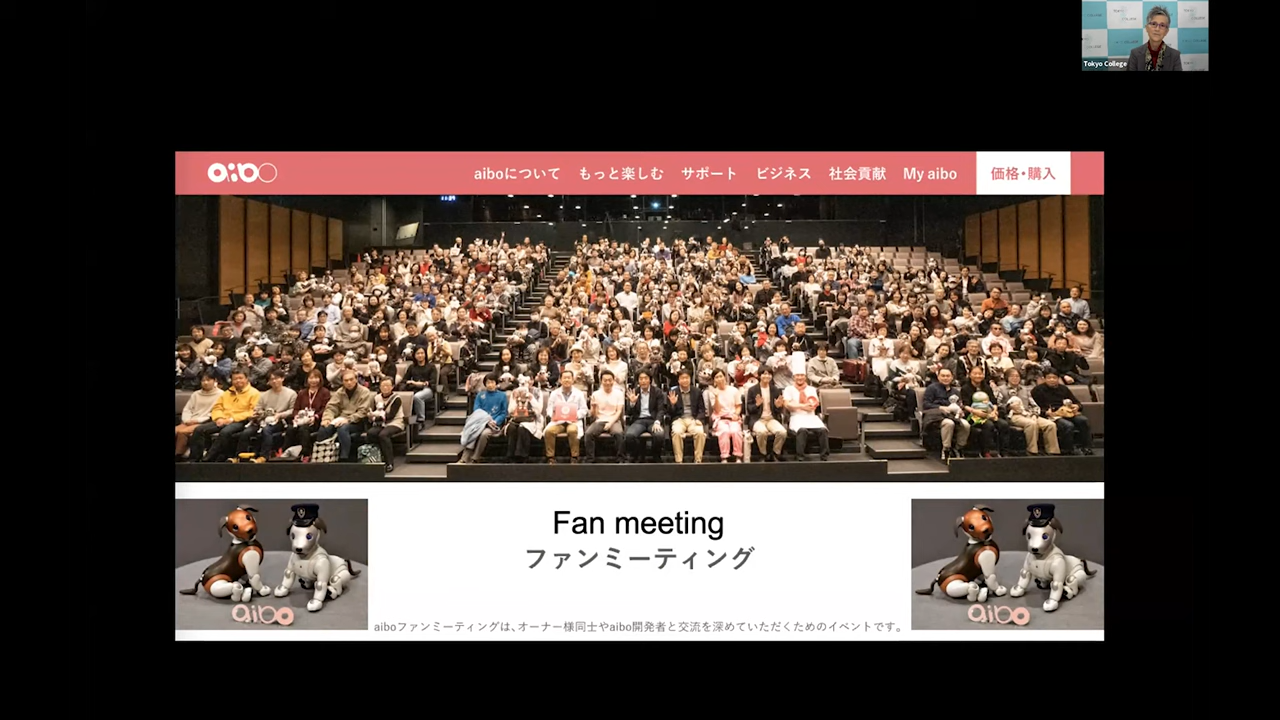 Tokyo College
aibo
aiboについて もっと楽しむ サポート ビジネス 社会貢献 My aibo 価格・購入
Fan meeting
ファンミーティング
aibo
aibo
aiboファンミーティングは、オーナー様同士やaibo開発者と交流を深めていただくためのイベントです。